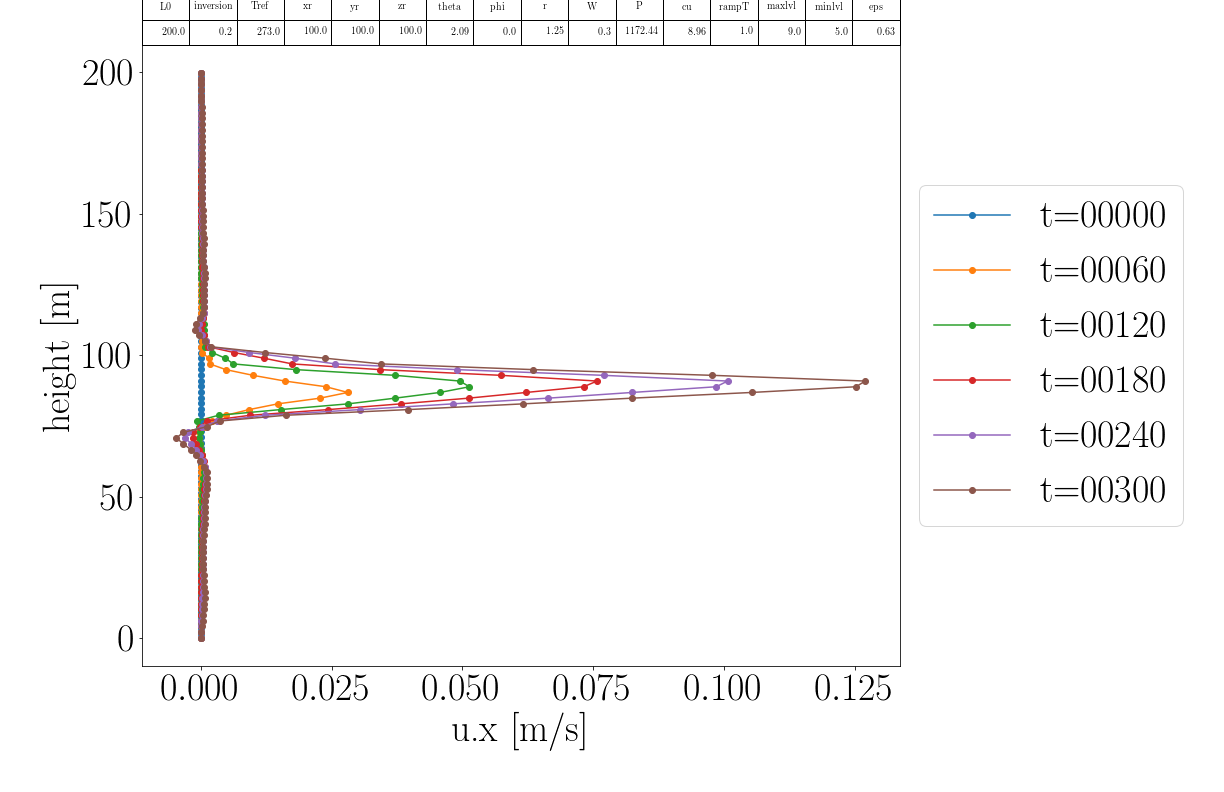 L0 inversion Tref xr yr zr theta phi r W P cu rampT maxlvl minlvl eps
200.0 0.2 273.0 100.0 100.0 100.0 2.09 0.0 1.25 0.3 1172.44 8.96 1.0 9.0 5.0 0.63
200
150
100
50
0
height [m]
0.000 0.025 0.050 0.075 0.100 0.125
u.x [m/s]
t=00000
t=00060
t=00120
t=00180
t=00240
t=00300